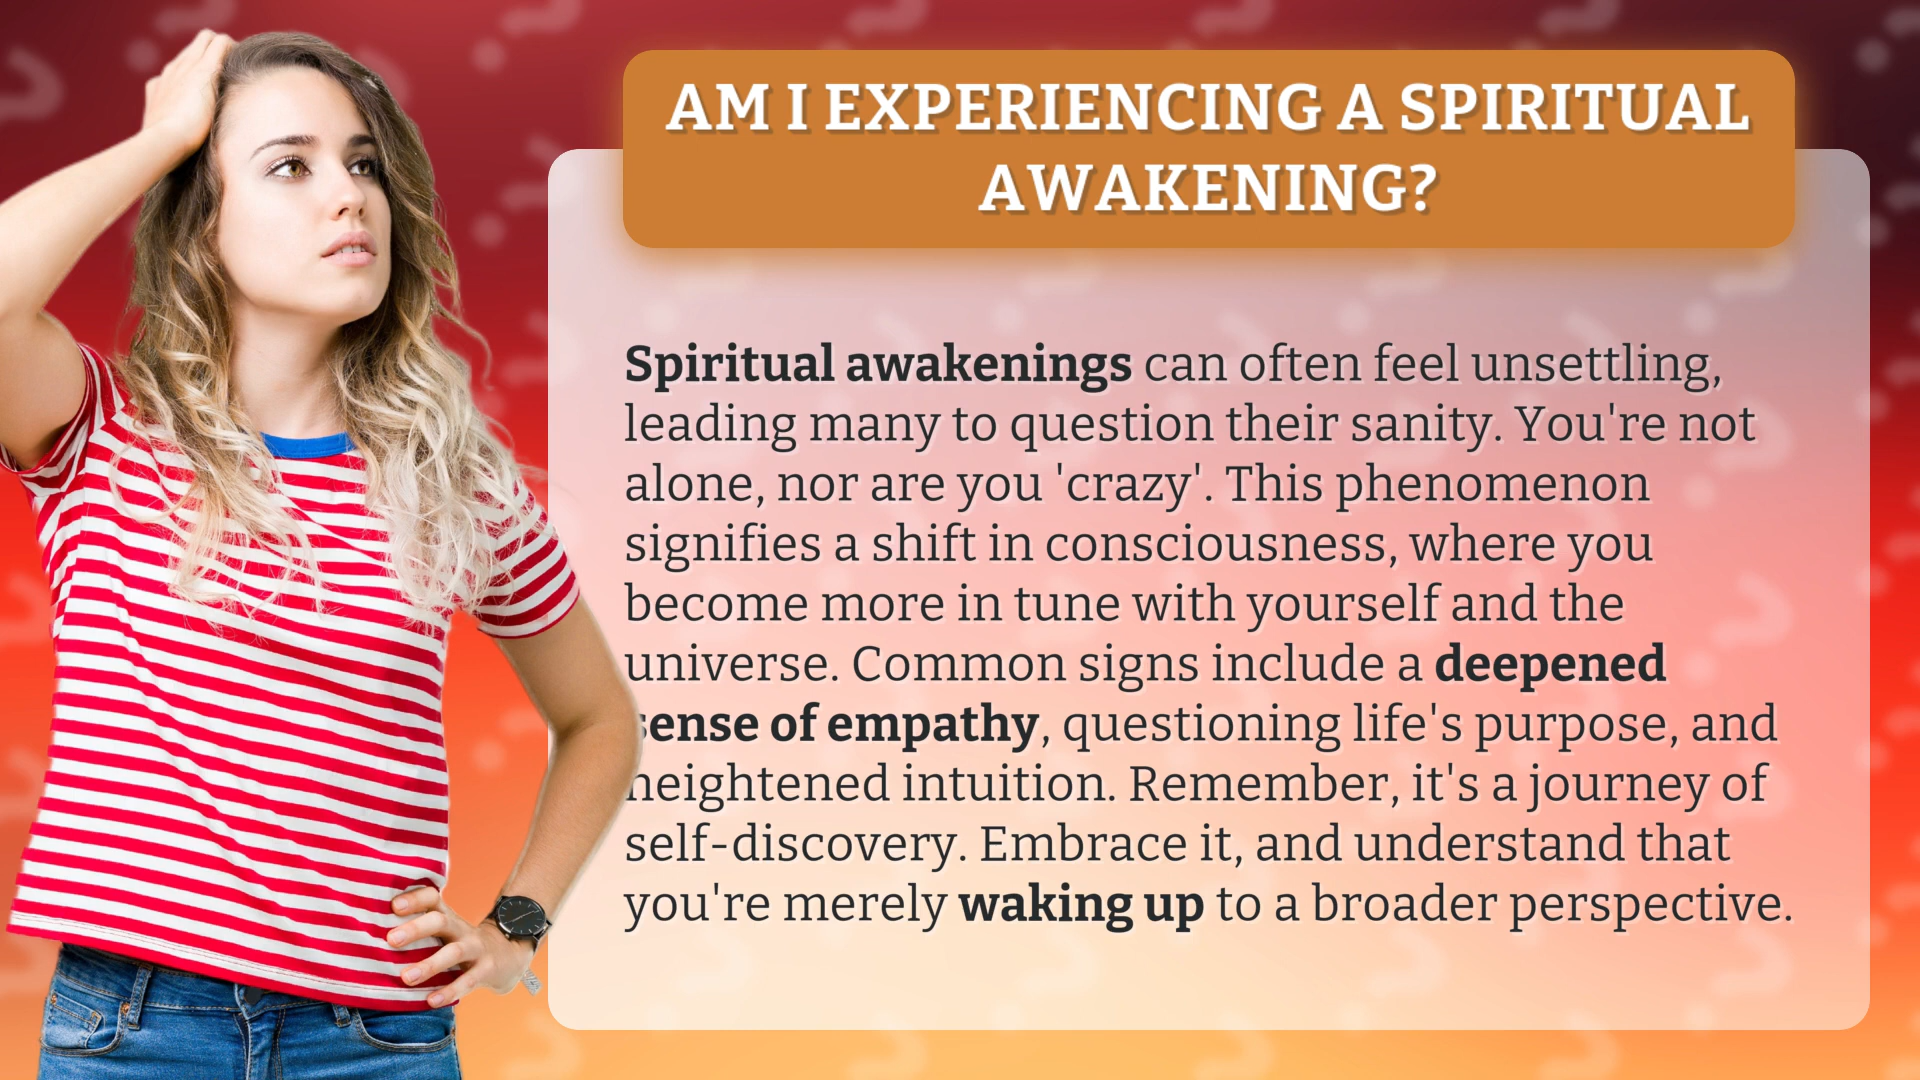 AM I EXPERIENCING A SPIRITUAL
AWAKENING?
Spiritual awakenings can often feel unsettling,
leading many to question their sanity. You're not
alone, nor are you 'crazy'. This phenomenon
signifies a shift in consciousness, where you
become more in tune with yourself and the
universe. Common signs include a deepened
sense of empathy, questioning life's purpose, and
heightened intuition. Remember, it's a journey of
self-discovery. Embrace it, and understand that
you're merely waking up to a broader perspective.